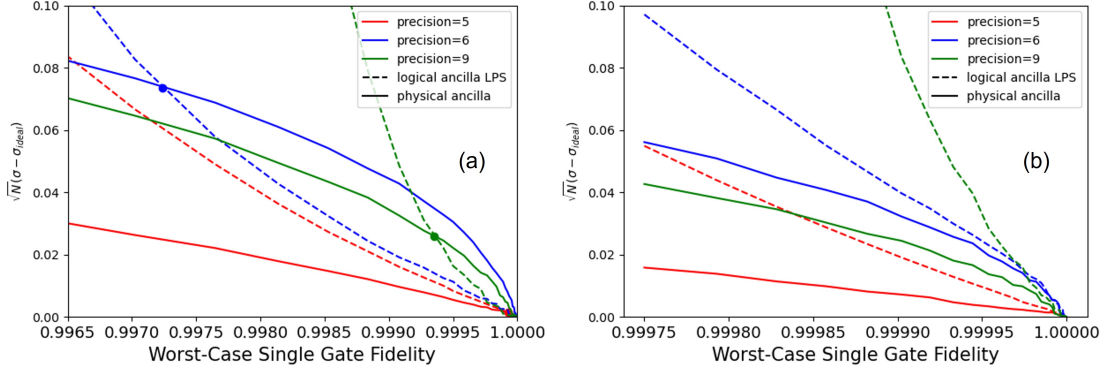 0.10
0.08
0.06
0.04
0.02
0.00
√N(σ − σideal)
precision=5
precision=6
precision=9
logical ancilla LPS
physical ancilla
(a)
0.9965 0.9970 0.9975 0.9980 0.9985 0.9990 0.9995 1.0000
Worst-Case Single Gate Fidelity
0.10
0.08
0.06
0.04
0.02
0.00
√N(σ − σideal)
precision=5
precision=6
precision=9
logical ancilla LPS
physical ancilla
(b)
0.99975 0.99980 0.99985 0.99990 0.99995 1.00000
Worst-Case Single Gate Fidelity